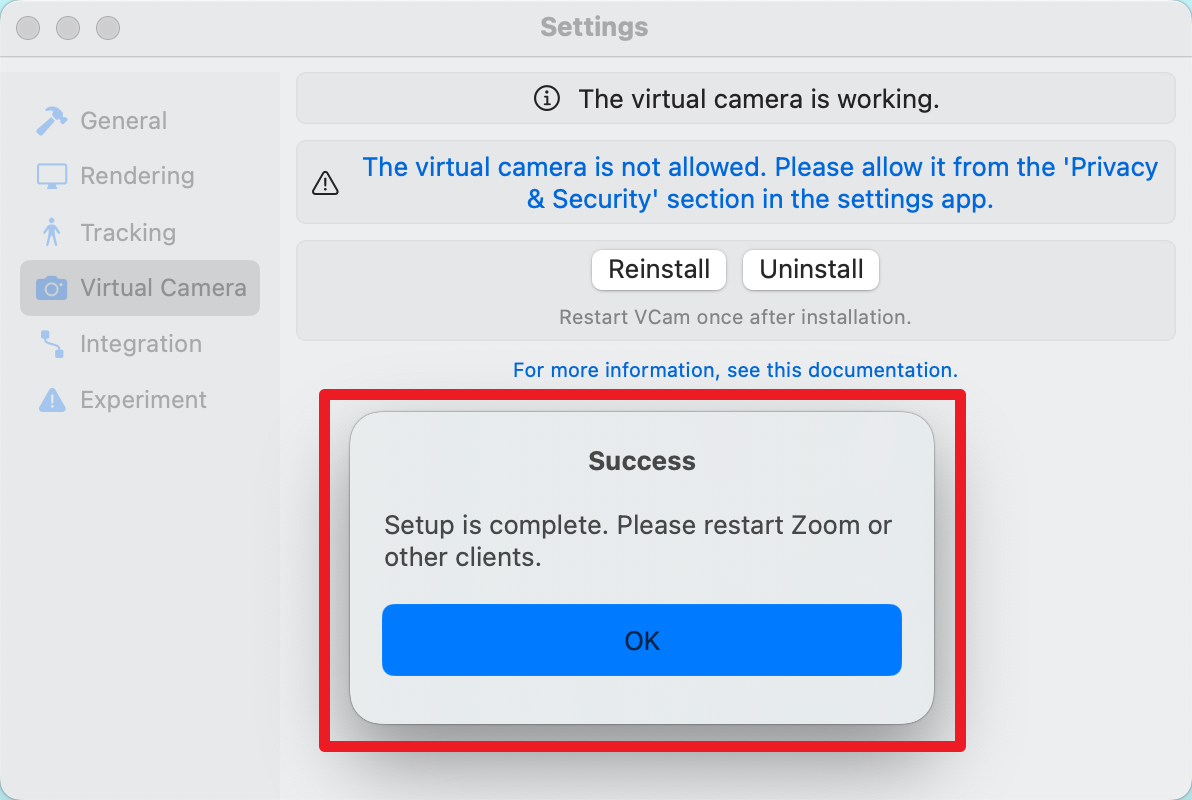 Settings
General
Rendering
Tracking
Virtual Camera
Integration
Experiment
The virtual camera is working.
The virtual camera is not allowed. Please allow it from the 'Privacy
& Security' section in the settings app.
Reinstall Uninstall
Restart VCam once after installation.
For more information, see this documentation.
Success
Setup is complete. Please restart Zoom or
other clients.
OK